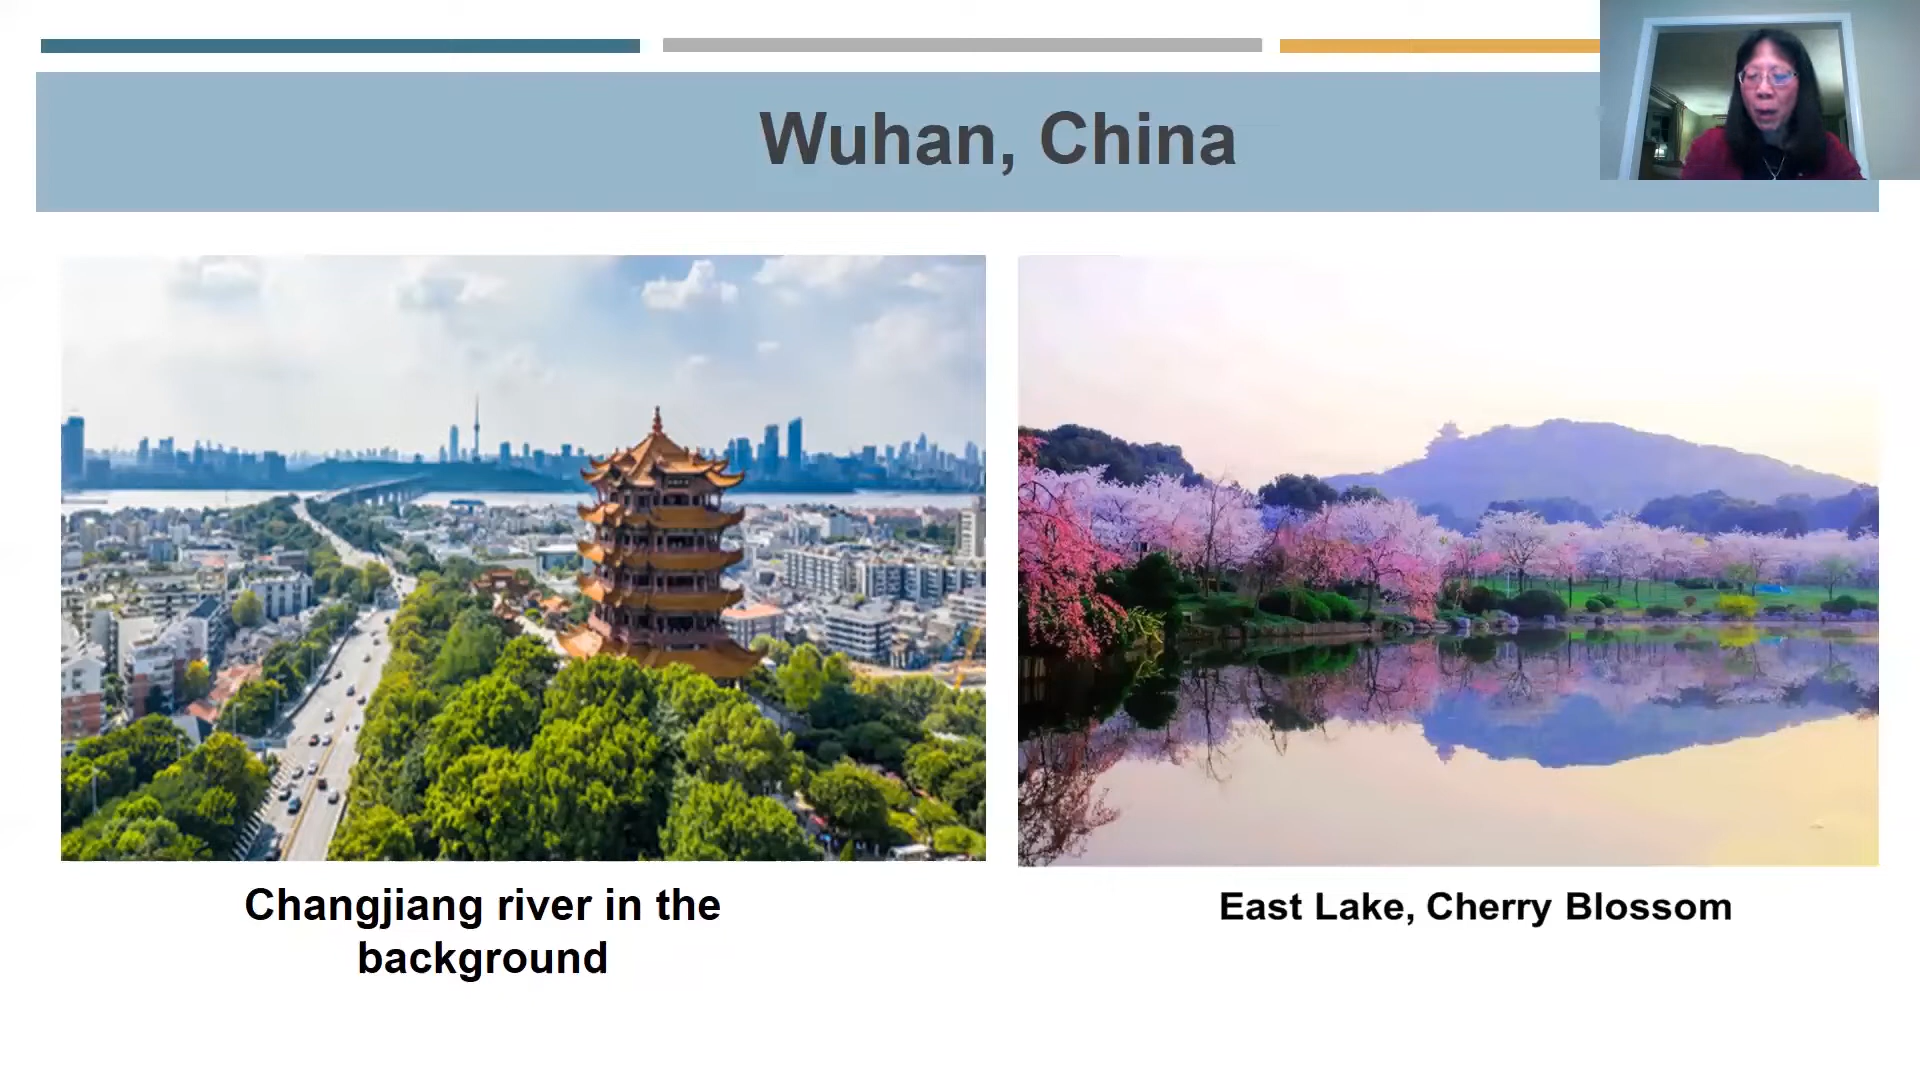 Wuhan, China
Changjiang river in the
background
East Lake, Cherry Blossom